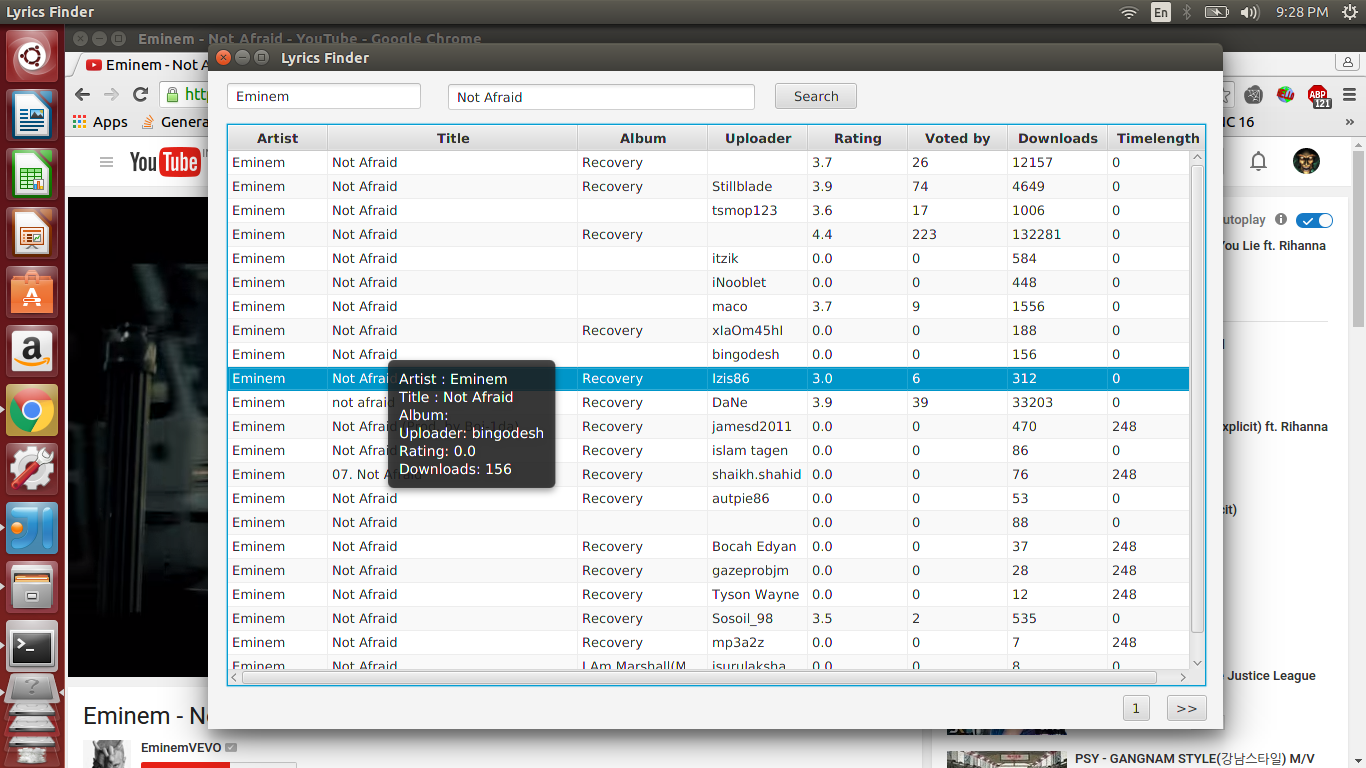 Lyrics Finder
En
9:28 PM
Eminem - Not Afraid - YouTube - Google Chrome
Lyrics Finder
Eminem - Not A
Eminem
Not Afraid
Search
ABP
121
Apps
Genera
IC 16
»
YouTube
IN
Artist Title Album Uploader Rating Voted by Downloads Timelength
Eminem Not Afraid Recovery 3.7 26 12157 0
Eminem Not Afraid Recovery Stillblade 3.9 74 4649 0
Eminem Not Afraid tsmop123 3.6 17 1006 0
Eminem Not Afraid Recovery 4.4 223 132281 0
Eminem Not Afraid itzik 0.0 0 584 0
Eminem Not Afraid iNooblet 0.0 0 448 0
Eminem Not Afraid maco 3.7 9 1556 0
Eminem Not Afraid Recovery xlaOm45hl 0.0 0 188 0
Eminem Not Afraid bingodesh 0.0 0 156 0
Eminem Not Afraid Recovery Izis86 3.0 6 312 0
Eminem not afraid Recovery DaNe 3.9 39 33203 0
Eminem Not Afraid Recovery jamesd2011 0.0 0 470 248
Eminem Not Afraid Recovery islam tagen 0.0 0 86 0
Eminem 07. Not Afraid Recovery shaikh.shahid 0.0 0 76 248
Eminem Not Afraid Recovery autpie86 0.0 0 53 0
Eminem Not Afraid 0.0 0 88 0
Eminem Not Afraid Recovery Bocah Edyan 0.0 0 37 248
Eminem Not Afraid Recovery gazeprobjm 0.0 0 28 248
Eminem Not Afraid Recovery Tyson Wayne 0.0 0 12 248
Eminem Not Afraid Recovery Sosoil_98 3.5 2 535 0
Eminem Not Afraid Recovery mp3a2z 0.0 0 7 248
Eminem Not Afraid I Am Marshall(M isurulaksha 0.0 0 8 0
Artist : Eminem
Title : Not Afraid
Album:
Uploader: bingodesh
Rating: 0.0
Downloads: 156
1
>>
utoplay
You Lie ft. Rihanna
xplicit) ft. Rihanna
cit)
Justice League
PSY - GANGNAM STYLE(강남스타일) M/V
Eminem - No
EminemVEVO